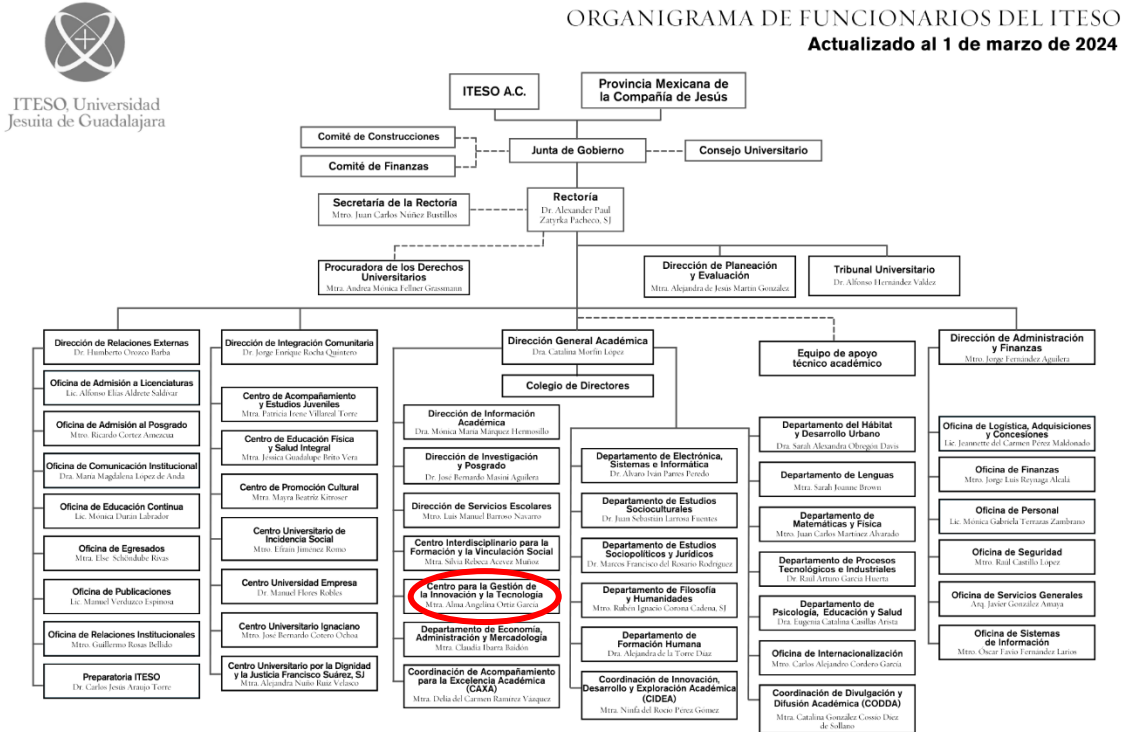 ORGANIGRAMA DE FUNCIONARIOS DEL ITESO
Actualizado al 1 de marzo de 2024
ITESO, Universidad
Jesuita de Guadalajara
ITESO A.C.
Provincia Mexicana de
la Compañía de Jesús
Comité de Construcciones
Comité de Finanzas
Junta de Gobierno
Consejo Universitario
Secretaría de la Rectoría
Mtro. Juan Carlos Núñez Bustillos
Rectoría
Dr. Alexander Paul
Zatyrka Pacheco, SJ
Procuradora de los Derechos
Universitarios
Mtra. Andrea Mónica Fellner Grassmann
Dirección de Planeación
y Evaluación
Mtra. Alejandra de Jesús Martín González
Tribunal Universitario
Dr. Alfonso Hernández Valdez
Dirección de Relaciones Externas
Dr. Humberto Orozco Barba
Oficina de Admisión a Licenciaturas
Lic. Alfonso Elías Aldrete Saldívar
Oficina de Admisión al Posgrado
Mtro. Ricardo Cortez Amezcua
Oficina de Comunicación Institucional
Dra. María Magdalena López de Anda
Oficina de Educación Continua
Lic. Mónica Durán Labrador
Oficina de Egresados
Mtra. Else Schöndube Rivas
Oficina de Publicaciones
Lic. Manuel Verduzco Espinosa
Oficina de Relaciones Institucionales
Mtro. Guillermo Rosas Bellido
Preparatoria ITESO
Dr. Carlos Jesús Araujo Torre
Dirección de Integración Comunitaria
Dr. Jorge Enrique Rocha Quintero
Centro de Acompañamiento
y Estudios Juveniles
Mtra. Patricia Irene Villareal Torre
Centro de Educación Física
y Salud Integral
Mtra. Jéssica Guadalupe Brito Vera
Centro de Promoción Cultural
Mtra. Mayra Beatriz Kitroser
Centro Universitario de
Incidencia Social
Mtro. Efraín Jiménez Romo
Centro Universidad Empresa
Dr. Manuel Flores Robles
Centro Universitario Ignaciano
Mtro. José Bernardo Cotero Ochoa
Centro Universitario por la Dignidad
y la Justicia Francisco Suárez, SJ
Mtra. Alejandra Nuño Ruiz Velasco
Dirección General Académica
Dra. Catalina Morfín López
Colegio de Directores
Dirección de Información
Académica
Dra. Mónica María Márquez Hermosillo
Dirección de Investigación
y Posgrado
Dr. José Bernardo Masini Aguilera
Dirección de Servicios Escolares
Mtro. Luis Manuel Barroso Navarro
Centro Interdisciplinario para la
Formación y la Vinculación Social
Mtra. Silvia Rebeca Acevez Muñoz
Centro para la Gestión de
la Innovación y la Tecnología
Mtra. Alma Angelina Ortiz García
Departamento de Economía,
Administración y Mercadología
Mtra. Claudia Ibarra Baidón
Coordinación de Acompañamiento
para la Excelencia Académica
(CAXA)
Mtra. Delia del Carmen Ramírez Vázquez
Departamento de Electrónica,
Sistemas e Informática
Dr. Álvaro Iván Parres Peredo
Departamento de Estudios
Socioculturales
Dr. Juan Sebastián Larrosa Fuentes
Departamento de Estudios
Sociopolíticos y Jurídicos
Dr. Marcos Francisco del Rosario Rodríguez
Departamento de Filosofía
y Humanidades
Mtro. Rubén Ignacio Corona Cadena, SJ
Departamento de
Formación Humana
Dra. Alejandra de la Torre Díaz
Coordinación de Innovación,
Desarrollo y Exploración Académica
(CIDEA)
Mtra. Ninfa del Rocío Perea Gómez
Equipo de apoyo
técnico académico
Departamento del Hábitat
y Desarrollo Urbano
Dra. Sarah Alexandra Obregón Davis
Departamento de Lenguas
Mtra. Sarah Joanne Brown
Departamento de
Matemáticas y Física
Mtro. Juan Carlos Martínez Alvarado
Departamento de Procesos
Tecnológicos e Industriales
Dr. Raúl Arturo García Huerta
Departamento de
Psicología, Educación y Salud
Dra. Eugenia Catalina Casillas Arista
Oficina de Internacionalización
Mtro. Carlos Alejandro Cordero García
Coordinación de Divulgación y
Difusión Académica (CODDA)
Mtra. Catalina González Cossío Díez
de Sollano
Dirección de Administración
y Finanzas
Mtro. Jorge Fernández Aguilera
Oficina de Logística, Adquisiciones
y Concesiones
Lic. Jeannette del Carmen Pérez Maldonado
Oficina de Finanzas
Mtro. Jorge Luis Reynaga Alcalá
Oficina de Personal
Lic. Mónica Gabriela Terrazas Zambrano
Oficina de Seguridad
Mtro. Raúl Castillo López
Oficina de Servicios Generales
Arq. Javier González Amaya
Oficina de Sistemas
de Información
Mtro. Oscar Favio Fernández Larios